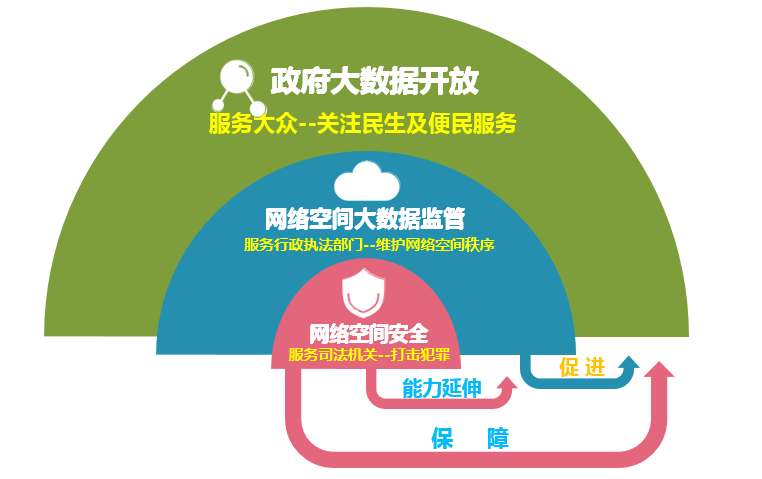 政府大数据开放
服务大众--关注民生及便民服务
网络空间大数据监管
服务行政执法部门--维护网络空间秩序
网络空间安全
服务司法机关--打击犯罪
促 进
能力延伸
保 障